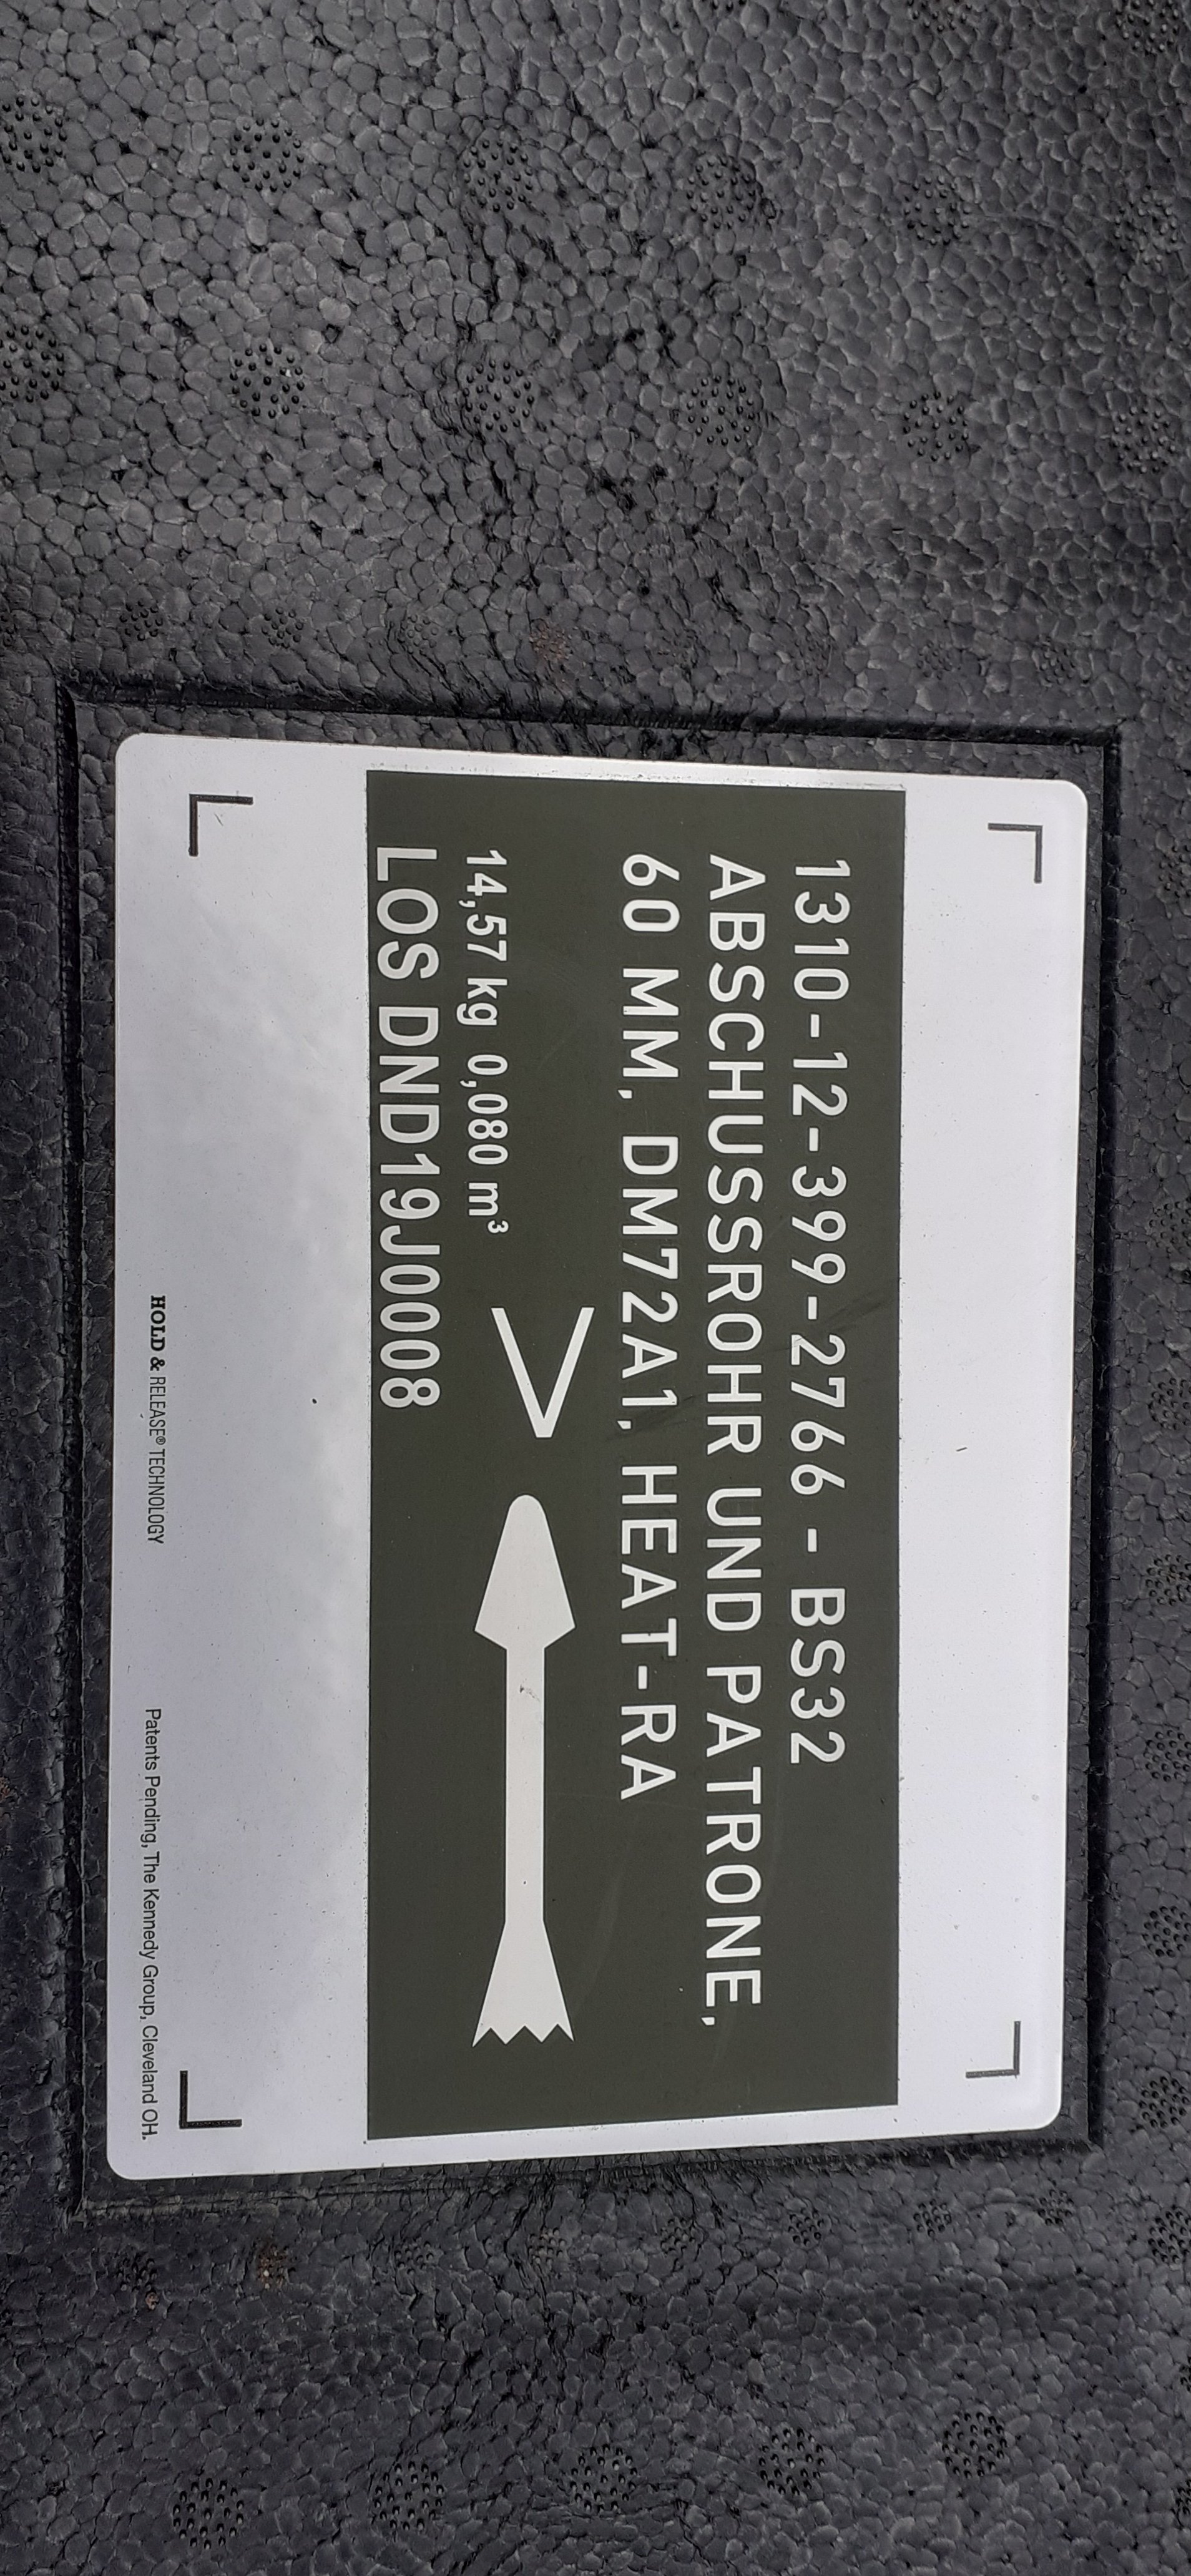 1310-12-399-2766 - BS32
ABSCHUSSROHR UND PATRONE,
60 MM, DM72A1, HEAT-RA
14,57 kg 0,080 m³
LOS DND19J0008
HOLD & RELEASE® TECHNOLOGY
Patents Pending, The Kennedy Group, Cleveland OH.